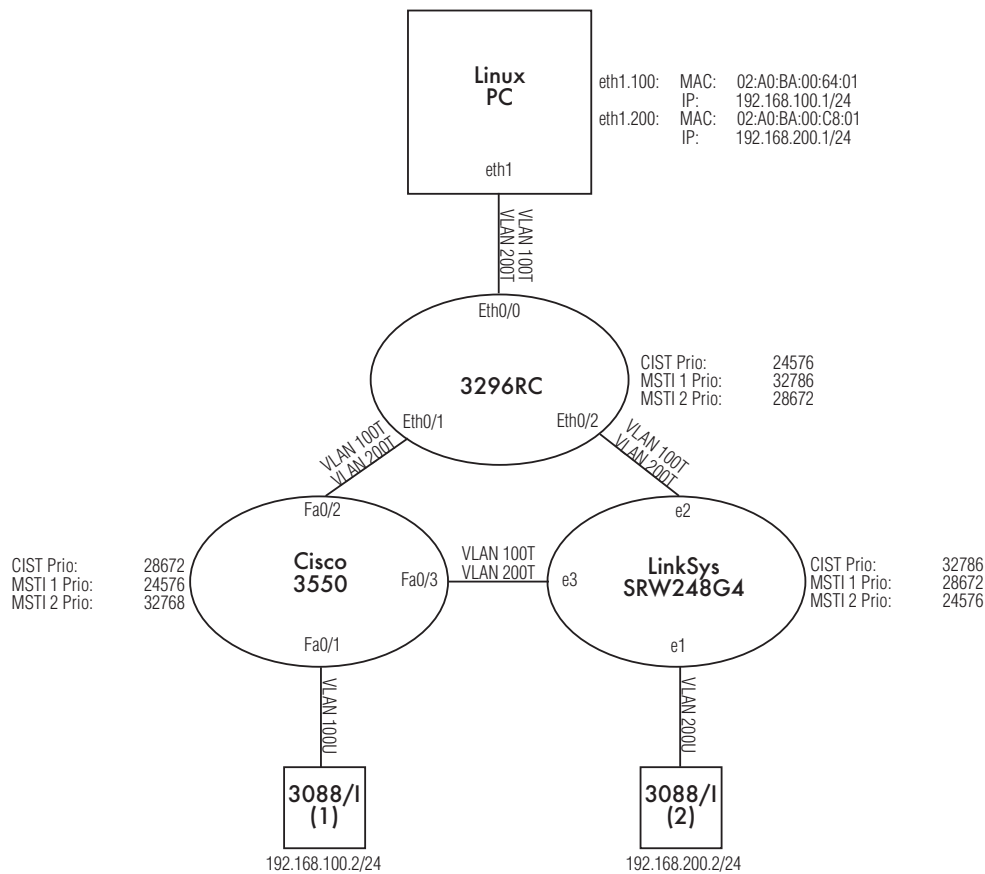 Linux
PC
eth1
eth1.100: MAC: 02:A0:BA:00:64:01
IP: 192.168.100.1/24
eth1.200: MAC: 02:A0:BA:00:C8:01
IP: 192.168.200.1/24
VLAN 100T
VLAN 200T
Eth0/0
3296RC
Eth0/1
Eth0/2
CIST Prio: 24576
MSTI 1 Prio: 32786
MSTI 2 Prio: 28672
VLAN 100T
VLAN 200T
VLAN 100T
VLAN 200T
Fa0/2
Cisco
3550
Fa0/3
Fa0/1
CIST Prio: 28672
MSTI 1 Prio: 24576
MSTI 2 Prio: 32768
VLAN 100T
VLAN 200T
e2
LinkSys
SRW248G4
e3
e1
CIST Prio: 32786
MSTI 1 Prio: 28672
MSTI 2 Prio: 24576
VLAN 100U
VLAN 200U
3088/I
(1)
192.168.100.2/24
3088/I
(2)
192.168.200.2/24